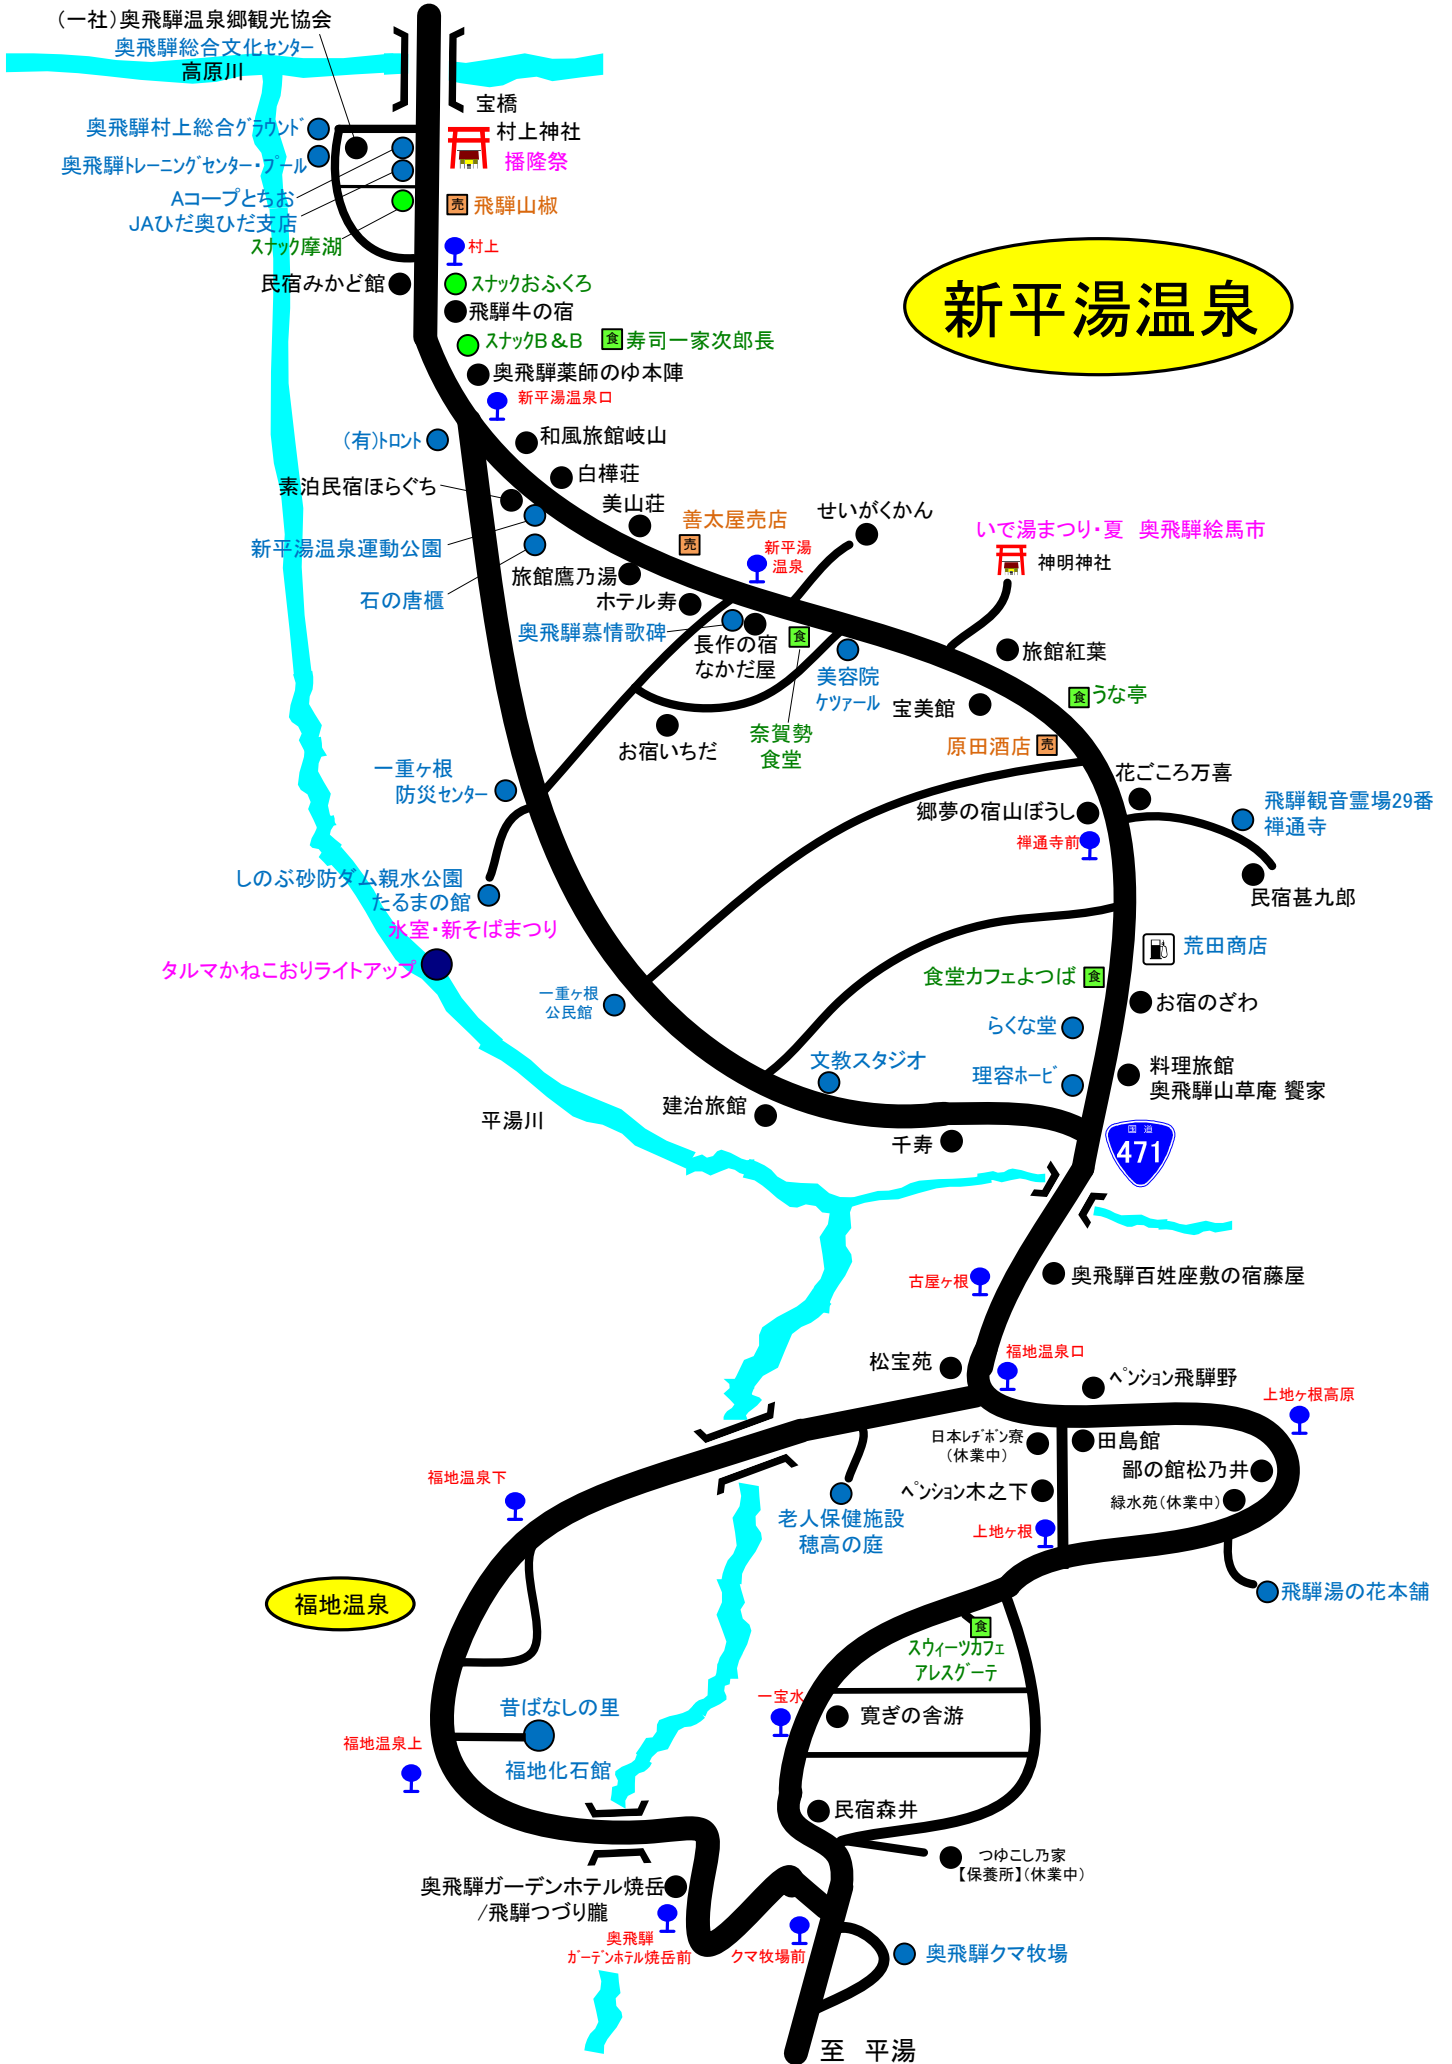 (一社)奥飛騨温泉郷観光協会
奥飛騨総合文化センター
高原川
宝橋
奥飛騨村上総合グラウンド
村上神社
播隆祭
奥飛騨トレーニングセンター・プール
Aコープとちお
JAひだ奥ひだ支店
売
飛騨山椒
スナック摩湖
村上
民宿みかど館
スナックおふくろ
飛騨牛の宿
新平湯温泉
スナックB&B
食
寿司一家次郎長
奥飛騨薬師のゆ本陣
新平湯温泉口
(有)トロント
和風旅館岐山
白樺荘
素泊民宿ほらぐち
美山荘
善太屋売店
売
せいがくかん
いで湯まつり・夏 奥飛騨絵馬市
神明神社
新平湯温泉運動公園
新平湯
温泉
旅館鷹乃湯
石の唐櫃
ホテル寿
奥飛騨慕情歌碑
長作の宿
なかだ屋
食
美容院
ケツァール
旅館紅葉
食
うな亭
宝美館
お宿いちだ
奈賀勢
食堂
原田酒店
売
一重ヶ根
防災センター
花ごころ万喜
郷夢の宿山ぼうし
飛騨観音霊場29番
禅通寺
禅通寺前
しのぶ砂防ダム親水公園
たるまの館
民宿甚九郎
氷室・新そばまつり
タルマかねこおりライトアップ
荒田商店
食堂カフェよつば
食
一重ヶ根
公民館
お宿のざわ
らくな堂
文教スタジオ
理容ホービ
料理旅館
奥飛騨山草庵 饗家
建治旅館
平湯川
千寿
国道
471
古屋ヶ根
奥飛騨百姓座敷の宿藤屋
松宝苑
福地温泉口
ペンション飛騨野
上地ヶ根高原
日本レヂボン寮
(休業中)
田島館
鄙の館松乃井
福地温泉下
ペンション木之下
緑水苑(休業中)
老人保健施設
穂高の庭
上地ヶ根
福地温泉
飛騨湯の花本舗
食
スウィーツカフェ
アレスグーテ
昔ばなしの里
一宝水
寛ぎの舎游
福地温泉上
福地化石館
民宿森井
つゆこし乃家
【保養所】(休業中)
奥飛騨ガーデンホテル焼岳
/飛騨つづり朧
奥飛騨
ガーデンホテル焼岳前
クマ牧場前
奥飛騨クマ牧場
至 平湯